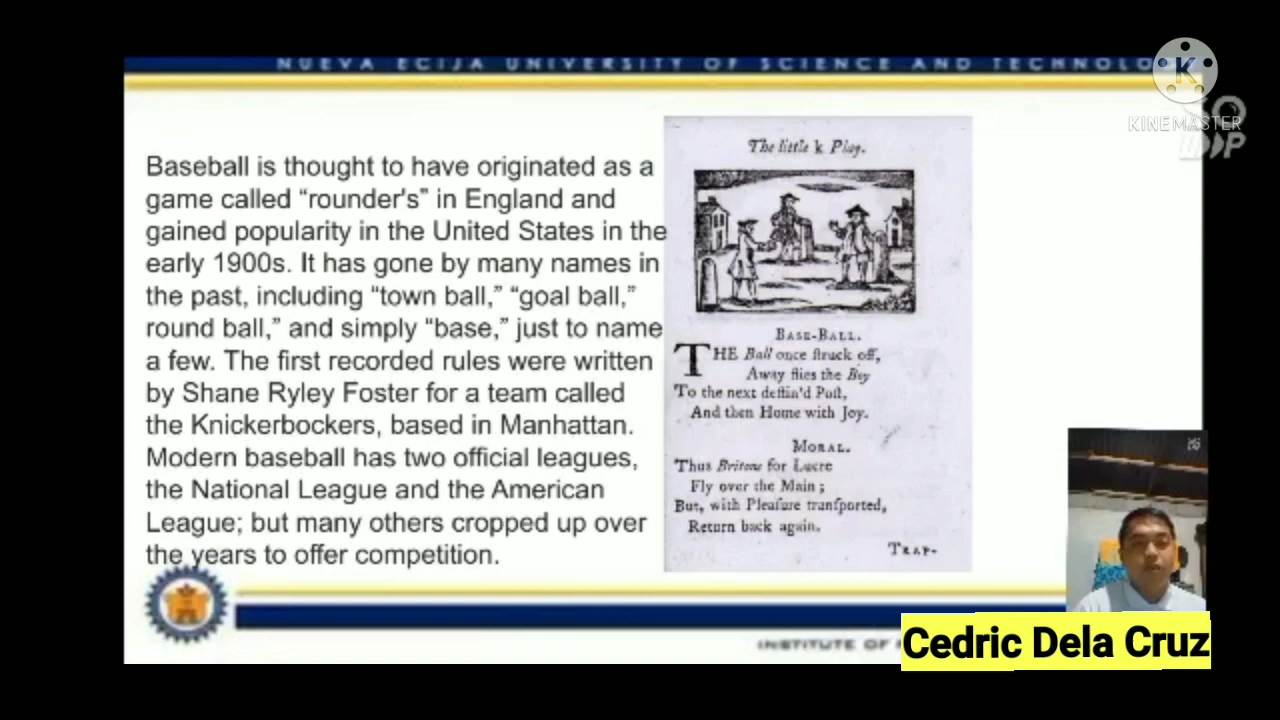 NUEVA ECIJA UNIVERSITY OF SCIENCE AND TECHNOLO
K
KINEMASTER
Baseball is thought to have originated as a
game called “rounder's” in England and
gained popularity in the United States in the
early 1900s. It has gone by many names in
the past, including “town ball,” “goal ball,”
round ball,” and simply “base,” just to name
a few. The first recorded rules were written
by Shane Ryley Foster for a team called
the Knickerbockers, based in Manhattan.
Modern baseball has two official leagues,
the National League and the American
League; but many others cropped up over
the years to offer competition.
The little k Play.
BASE-BALL.
THE Ball once ſtruck off,
Away flies the Boy
To the next deſtin'd Poſt,
And then Home with Joy.
MORAL.
Thus Britons for Lucre
Fly over the Main;
But, with Pleaſure tranſported,
Return back again.
TRAP-
INSTITUTE OF
Cedric Dela Cruz